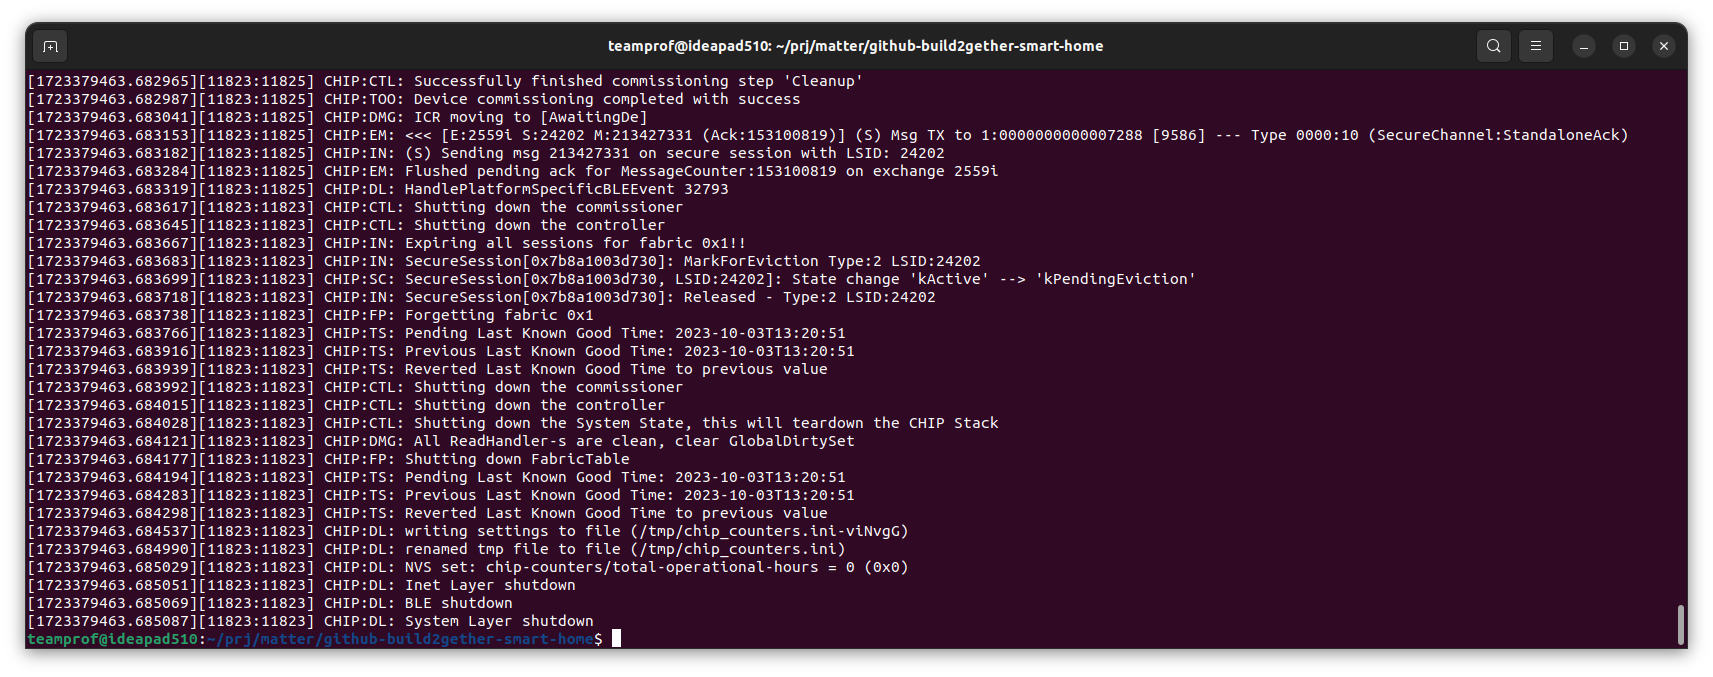 teamprof@ideapad510: ~/prj/matter/github-build2gether-smart-home
[1723379463.682965][11823:11825] CHIP:CTL: Successfully finished commissioning step 'Cleanup'
[1723379463.682987][11823:11825] CHIP:TOO: Device commissioning completed with success
[1723379463.683041][11823:11825] CHIP:DMG: ICR moving to [AwaitingDe]
[1723379463.683153][11823:11825] CHIP:EM: <<< [E:2559i S:24202 M:213427331 (Ack:153100819)] (S) Msg TX to 1:0000000000007288 [9586] --- Type 0000:10 (SecureChannel:StandaloneAck)
[1723379463.683182][11823:11825] CHIP:IN: (S) Sending msg 213427331 on secure session with LSID: 24202
[1723379463.683284][11823:11825] CHIP:EM: Flushed pending ack for MessageCounter:153100819 on exchange 2559i
[1723379463.683319][11823:11825] CHIP:DL: HandlePlatformSpecificBLEEvent 32793
[1723379463.683617][11823:11823] CHIP:CTL: Shutting down the commissioner
[1723379463.683645][11823:11823] CHIP:CTL: Shutting down the controller
[1723379463.683667][11823:11823] CHIP:IN: Expiring all sessions for fabric 0x1!!
[1723379463.683683][11823:11823] CHIP:IN: SecureSession[0x7b8a1003d730]: MarkForEviction Type:2 LSID:24202
[1723379463.683699][11823:11823] CHIP:SC: SecureSession[0x7b8a1003d730, LSID:24202]: State change 'kActive' --> 'kPendingEviction'
[1723379463.683718][11823:11823] CHIP:IN: SecureSession[0x7b8a1003d730]: Released - Type:2 LSID:24202
[1723379463.683738][11823:11823] CHIP:FP: Forgetting fabric 0x1
[1723379463.683766][11823:11823] CHIP:TS: Pending Last Known Good Time: 2023-10-03T13:20:51
[1723379463.683916][11823:11823] CHIP:TS: Previous Last Known Good Time: 2023-10-03T13:20:51
[1723379463.683939][11823:11823] CHIP:TS: Reverted Last Known Good Time to previous value
[1723379463.683992][11823:11823] CHIP:CTL: Shutting down the commissioner
[1723379463.684015][11823:11823] CHIP:CTL: Shutting down the controller
[1723379463.684028][11823:11823] CHIP:CTL: Shutting down the System State, this will teardown the CHIP Stack
[1723379463.684121][11823:11823] CHIP:DMG: All ReadHandler-s are clean, clear GlobalDirtySet
[1723379463.684177][11823:11823] CHIP:FP: Shutting down FabricTable
[1723379463.684194][11823:11823] CHIP:TS: Pending Last Known Good Time: 2023-10-03T13:20:51
[1723379463.684283][11823:11823] CHIP:TS: Previous Last Known Good Time: 2023-10-03T13:20:51
[1723379463.684298][11823:11823] CHIP:TS: Reverted Last Known Good Time to previous value
[1723379463.684537][11823:11823] CHIP:DL: writing settings to file (/tmp/chip_counters.ini-viNvgG)
[1723379463.684990][11823:11823] CHIP:DL: renamed tmp file to file (/tmp/chip_counters.ini)
[1723379463.685029][11823:11823] CHIP:DL: NVS set: chip-counters/total-operational-hours = 0 (0x0)
[1723379463.685051][11823:11823] CHIP:DL: Inet Layer shutdown
[1723379463.685069][11823:11823] CHIP:DL: BLE shutdown
[1723379463.685087][11823:11823] CHIP:DL: System Layer shutdown
teamprof@ideapad510:~/prj/matter/github-build2gether-smart-home$